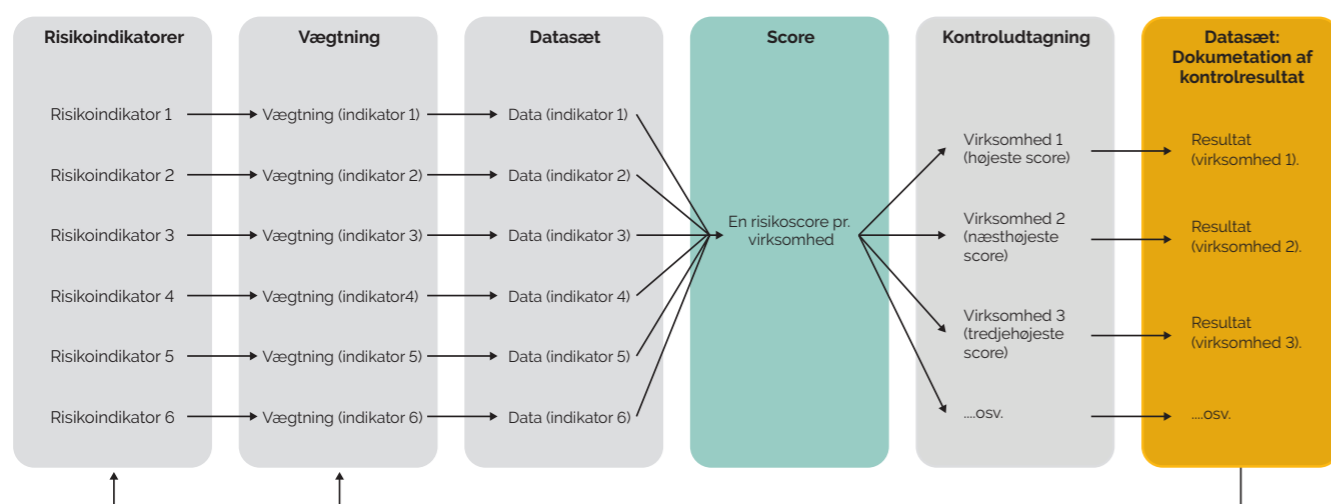 Risikoindikatorer
Risikoindikator 1
Risikoindikator 2
Risikoindikator 3
Risikoindikator 4
Risikoindikator 5
Risikoindikator 6
Vægtning
Vægtning (indikator 1)
Vægtning (indikator 2)
Vægtning (indikator 3)
Vægtning (indikator4)
Vægtning (indikator 5)
Vægtning (indikator 6)
Datasæt
Data (indikator 1)
Data (indikator 2)
Data (indikator 3)
Data (indikator 4)
Data (indikator 5)
Data (indikator 6)
Score
En risikoscore pr.
virksomhed
Kontroludtagning
Virksomhed 1
(højeste score)
Virksomhed 2
(næsthøjeste
score)
Virksomhed 3
(tredjehøjeste
score)
....osv.
Datasæt:
Dokumetation af
kontrolresultat
Resultat
(virksomhed 1).
Resultat
(virksomhed 2).
Resultat
(virksomhed 3).
....osv.